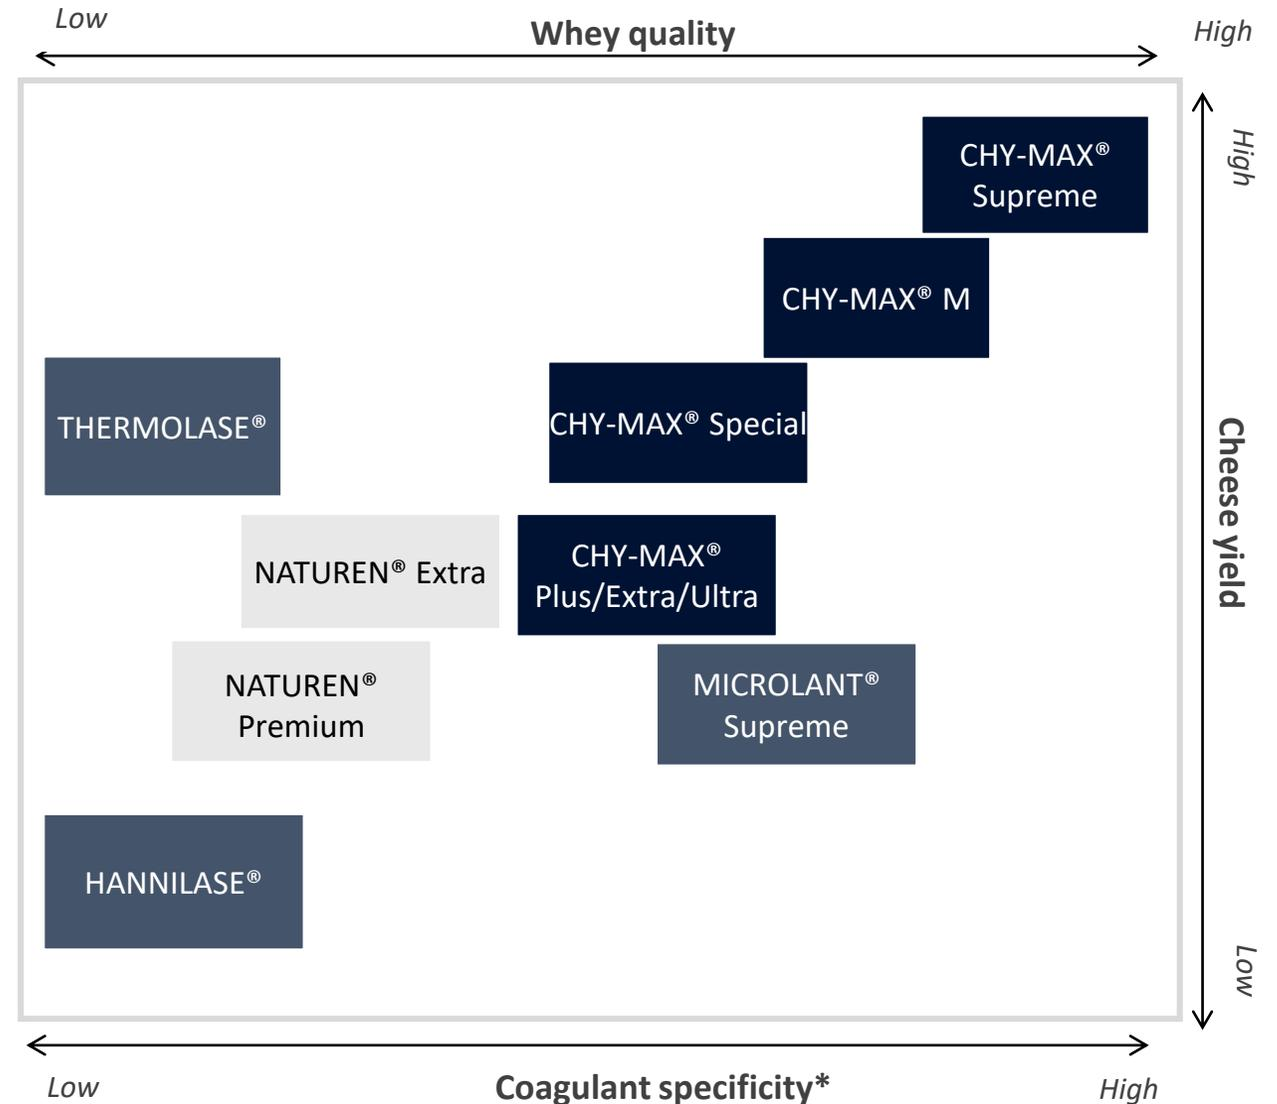 Low
Whey quality
High
CHY-MAX®
Supreme
High
CHY-MAX® M
THERMOLASE®
CHY-MAX® Special
Cheese yield
NATUREN® Extra
CHY-MAX®
Plus/Extra/Ultra
NATUREN®
Premium
MICROLANT®
Supreme
HANNILASE®
Low
Low
Coagulant specificity*
High